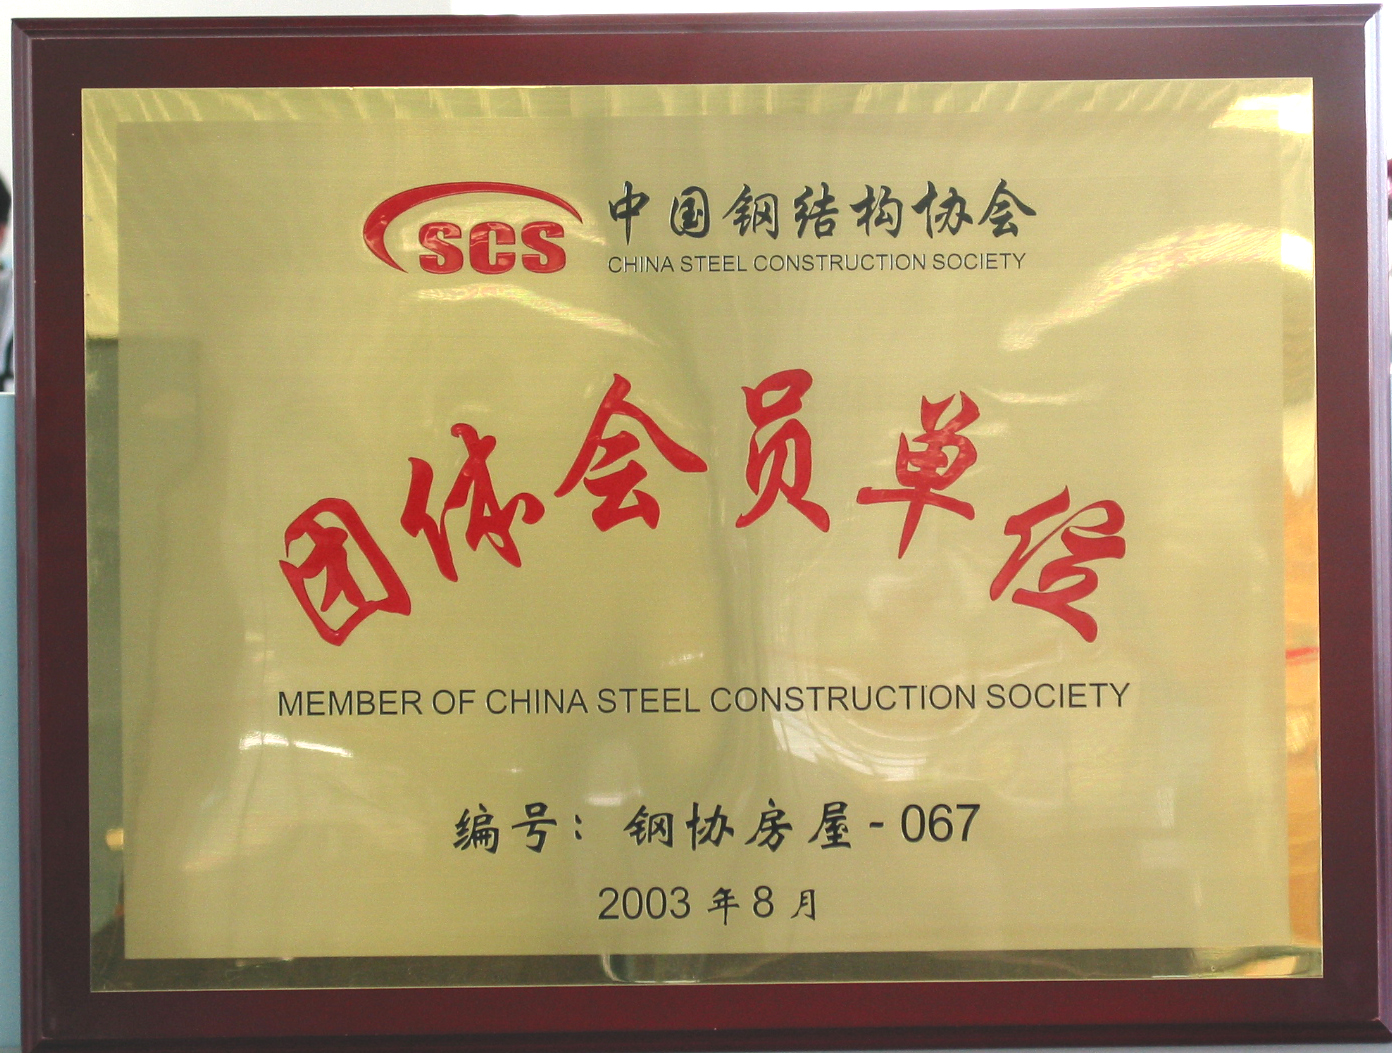 CSCS 中国钢结构协会
CHINA STEEL CONSTRUCTION SOCIETY
团体会员单位
MEMBER OF CHINA STEEL CONSTRUCTION SOCIETY
编号：钢协房屋-067
2003年8月